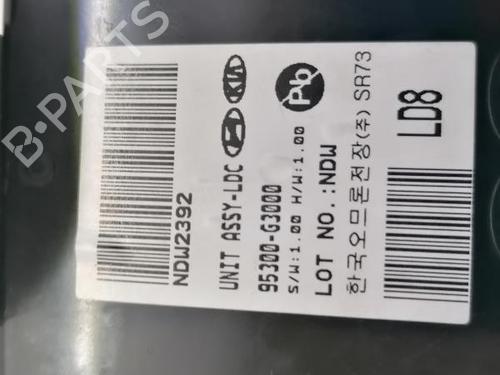 NDW2392
UNIT ASSY-LDC KIA
95300-G3000
S/W:1.00 H/W:1.00
Pb
LOT NO.:NDW
한국오므론전장(주) SR73
LD8
B-PARTS